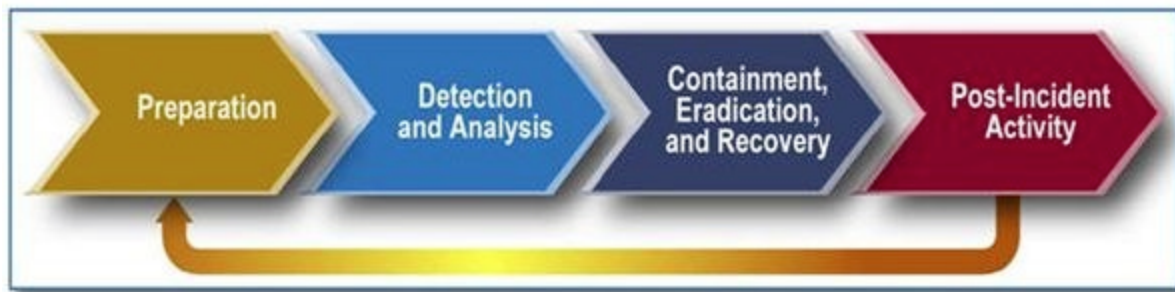 Preparation
Detection
and Analysis
Containment,
Eradication,
and Recovery
Post-Incident
Activity